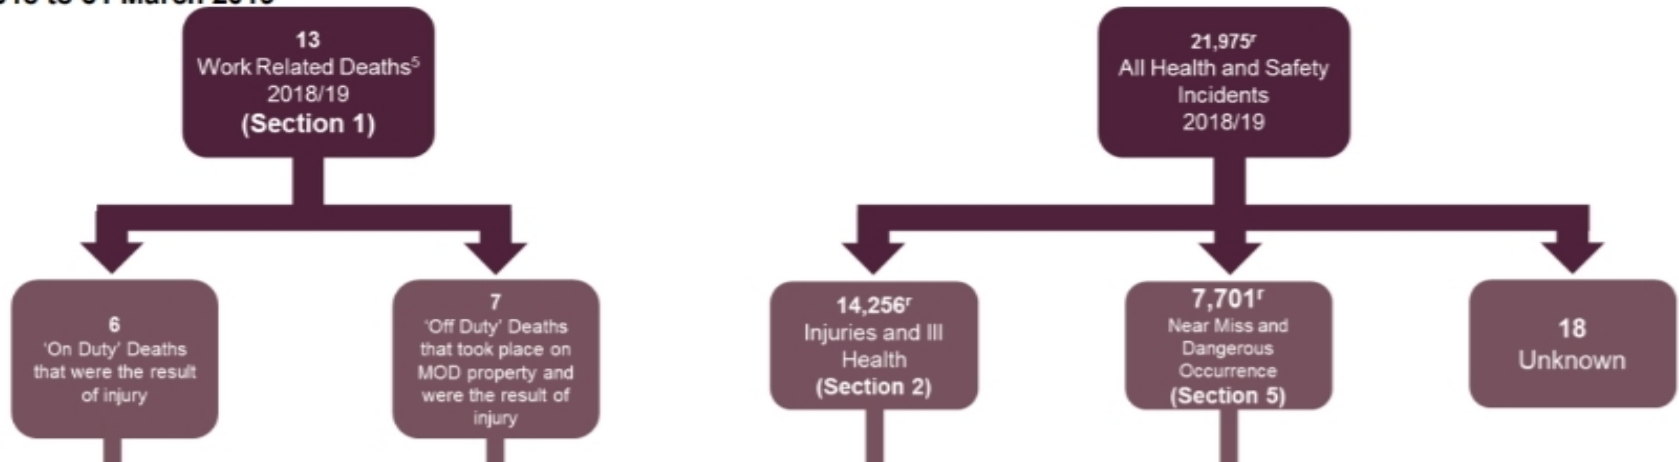 13
Work Related Deaths⁵
2018/19
(Section 1)
21,975ʳ
All Health and Safety
Incidents
2018/19
6
'On Duty' Deaths
that were the result
of injury
7
'Off Duty' Deaths
that took place on
MOD property and
were the result of
injury
14,256ʳ
Injuries and Ill
Health
(Section 2)
7,701ʳ
Near Miss and
Dangerous
Occurrence
(Section 5)
18
Unknown